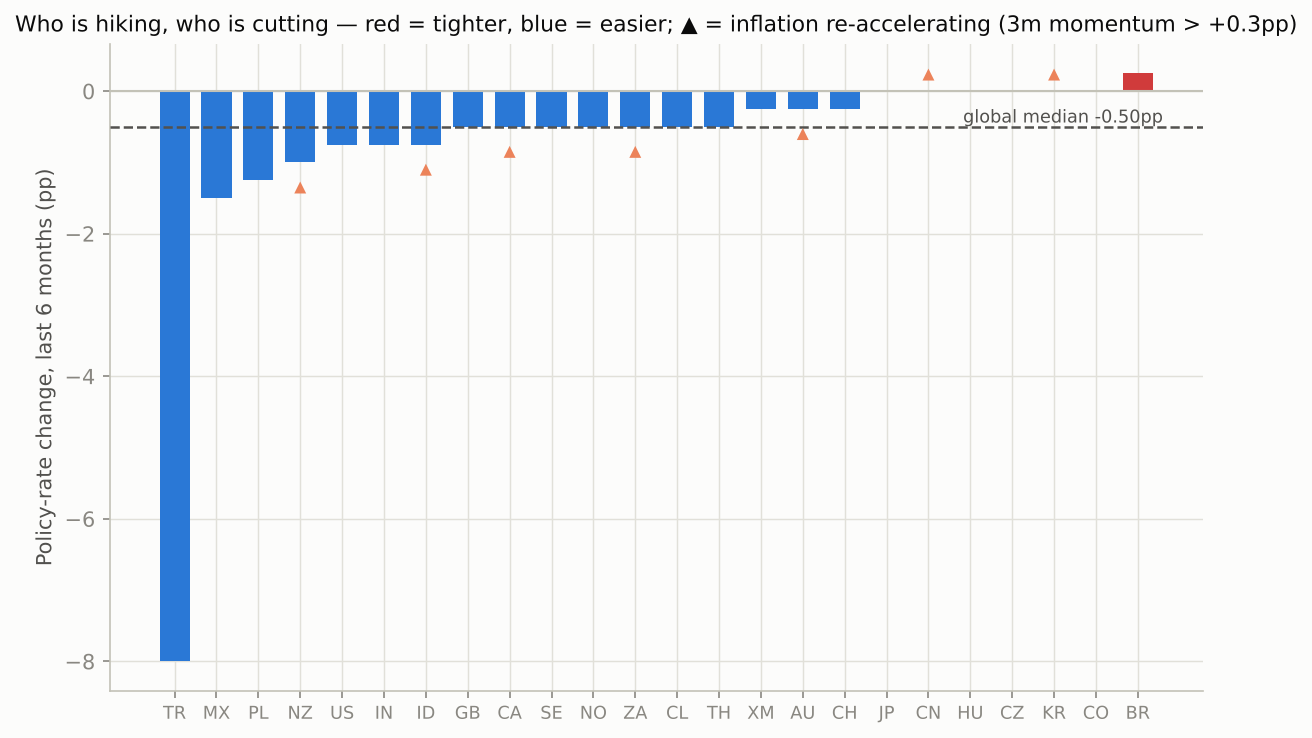 Who is hiking, who is cutting — red = tighter, blue = easier; ▲ = inflation re-accelerating (3m momentum > +0.3pp)
Policy-rate change, last 6 months (pp)
0
−2
−4
−6
−8
global median -0.50pp
TR MX PL NZ US IN ID GB CA SE NO ZA CL TH XM AU CH JP CN HU CZ KR CO BR